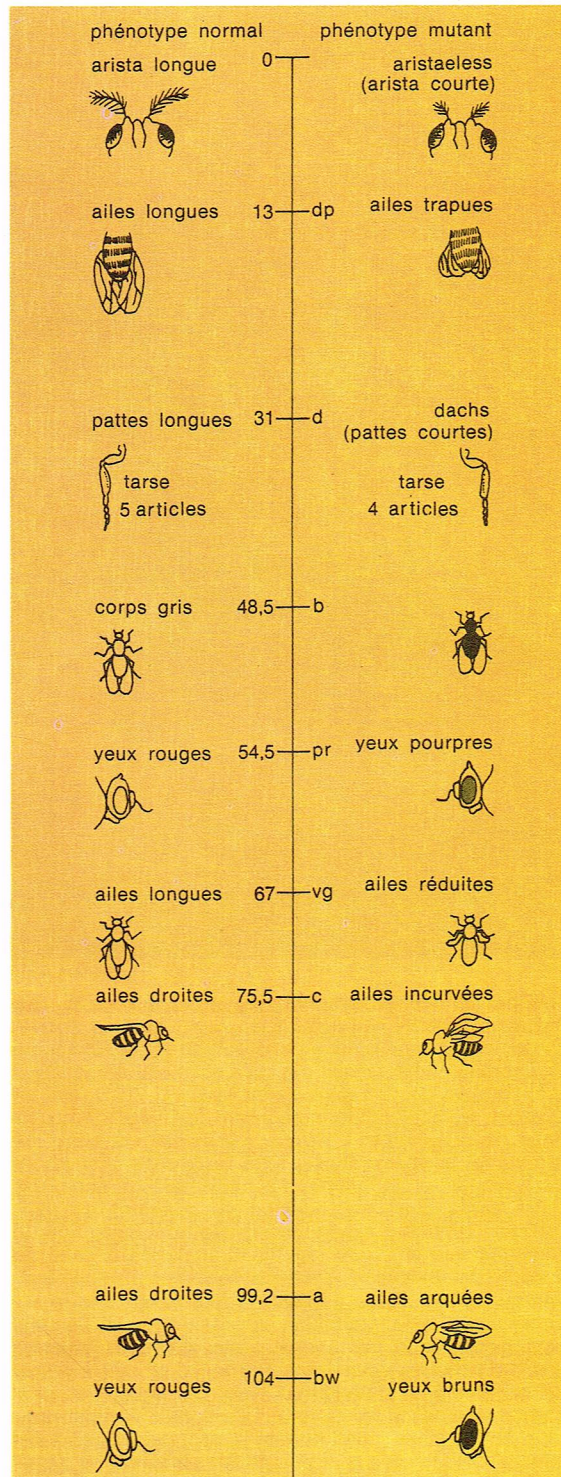 phénotype normal phénotype mutant
arista longue 0 aristaeless
(arista courte)
ailes longues 13 dp ailes trapues
pattes longues 31 d dachs
(pattes courtes)
tarse tarse
5 articles 4 articles
corps gris 48,5 b
yeux rouges 54,5 pr yeux pourpres
ailes longues 67 vg ailes réduites
ailes droites 75,5 c ailes incurvées
ailes droites 99,2 a ailes arquées
yeux rouges 104 bw yeux bruns